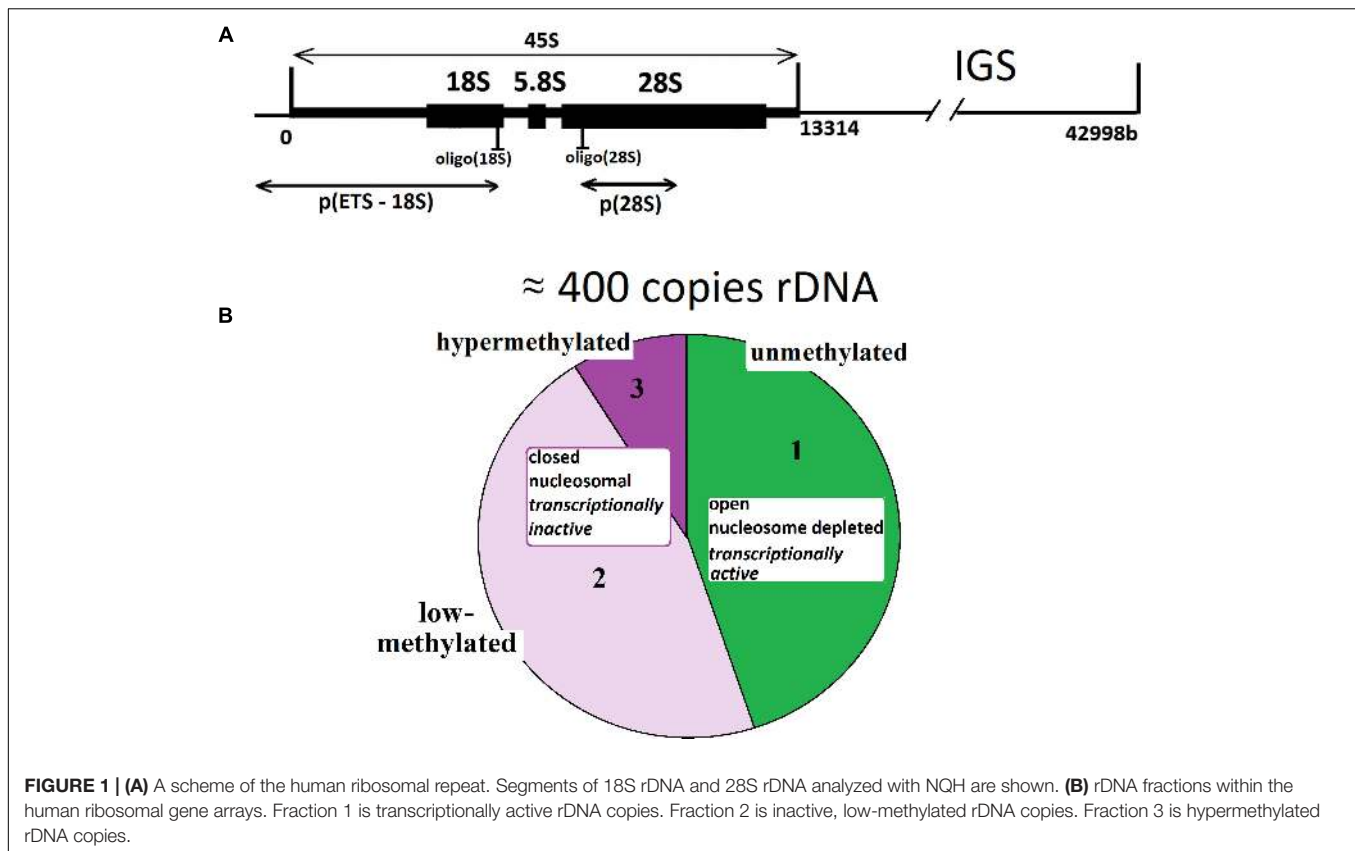 A
45S
IGS
18S 5.8S 28S
0
13314
42998b
oligo(18S)
oligo(28S)
p(ETS - 18S)
p(28S)
≈ 400 copies rDNA
B
hypermethylated
unmethylated
3
1
closed
nucleosomal
transcriptionally
inactive
open
nucleosome depleted
transcriptionally
active
2
low-
methylated
FIGURE 1 | (A) A scheme of the human ribosomal repeat. Segments of 18S rDNA and 28S rDNA analyzed with NQH are shown. (B) rDNA fractions within the
human ribosomal gene arrays. Fraction 1 is transcriptionally active rDNA copies. Fraction 2 is inactive, low-methylated rDNA copies. Fraction 3 is hypermethylated
rDNA copies.